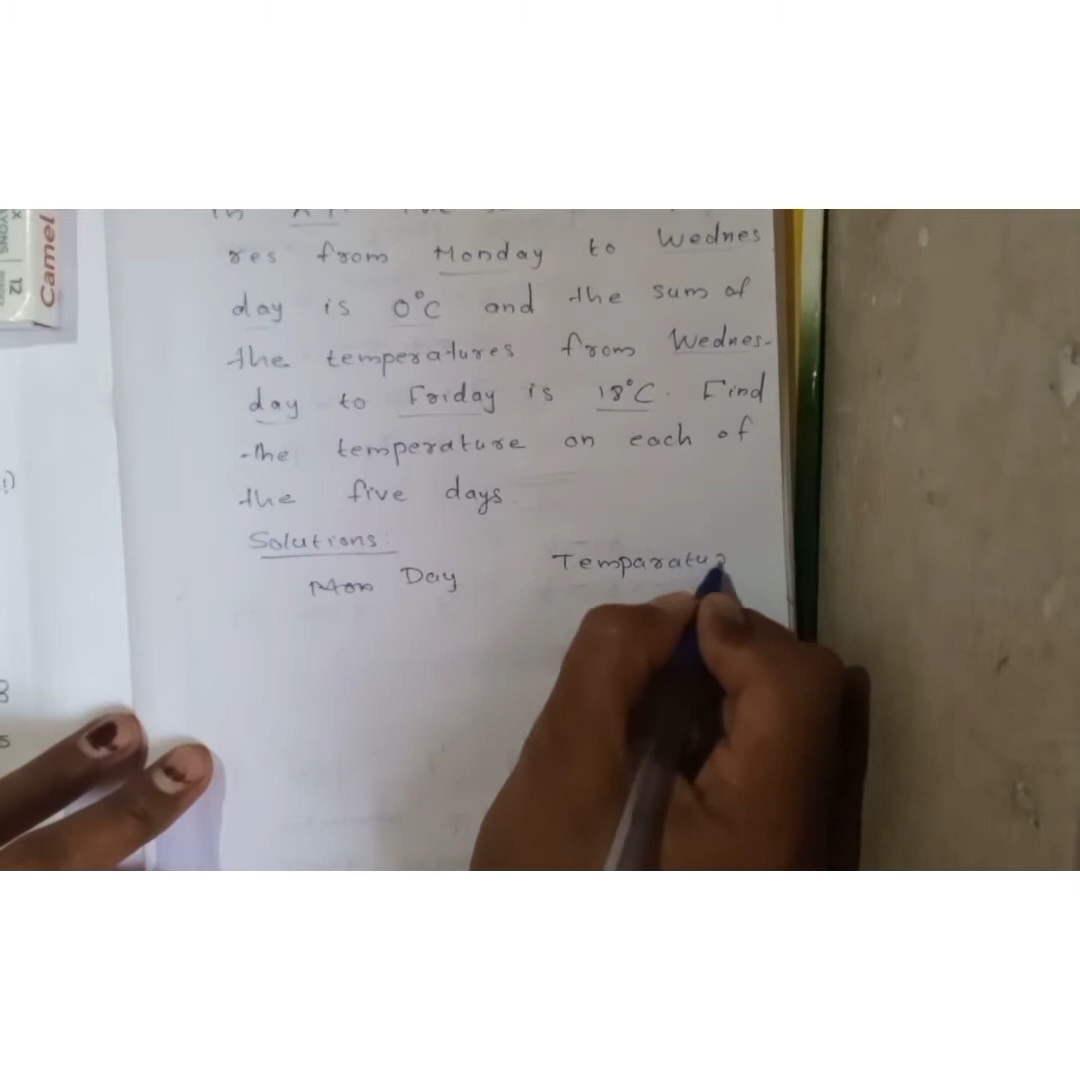 res from Monday to Wednes
day is 0°C and the sum of
the temperatures from Wednes-
day to Friday is 18°C. Find
the temperature on each of
the five days
Solutions:
Day Temparatu
Camel
12